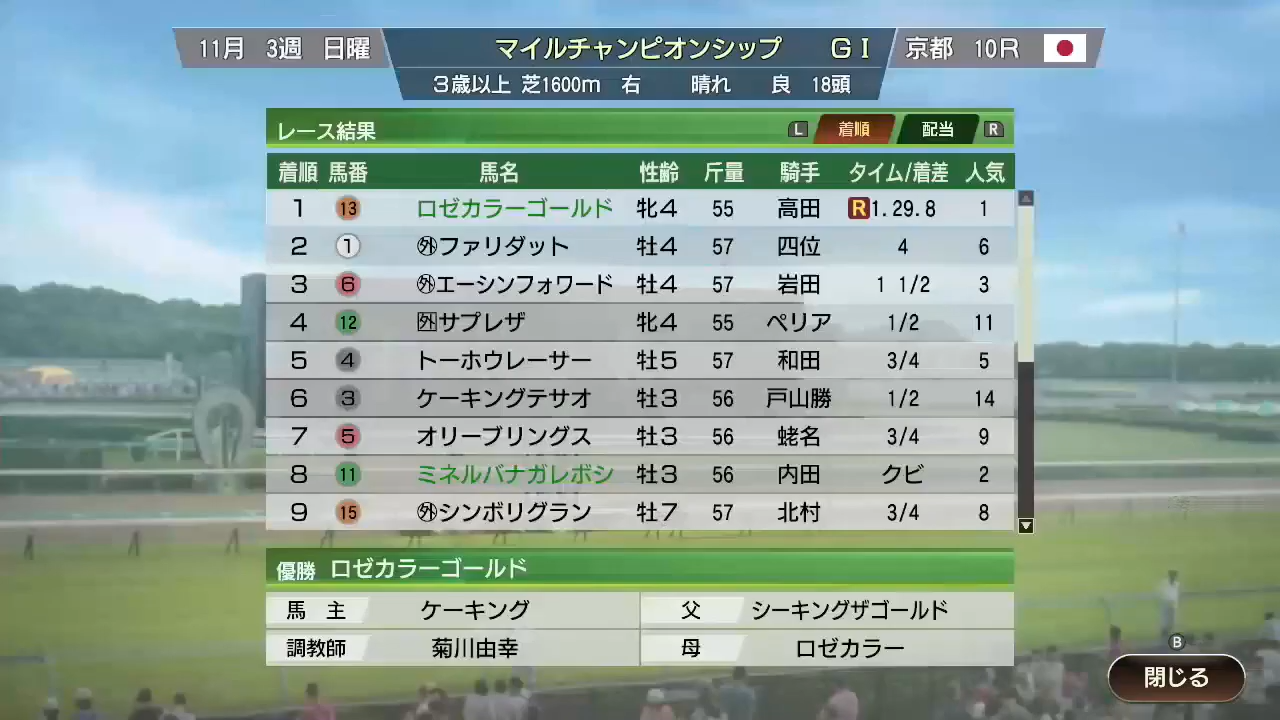 11月 3週 日曜 マイルチャンピオンシップ GⅠ 京都 10R
3歳以上 芝1600m 右 晴れ 良 18頭
レース結果 L 着順 配当 R
着順 馬番 馬名 性齢 斤量 騎手 タイム/着差 人気
1 13 ロゼカラーゴールド 牝4 55 高田 R1.29.8 1
2 1 外ファリダット 牡4 57 四位 4 6
3 6 外エーシンフォワード 牡4 57 岩田 1 1/2 3
4 12 外サプレザ 牝4 55 ペリア 1/2 11
5 4 トーホウレーサー 牡5 57 和田 3/4 5
6 3 ケーキングテサオ 牡3 56 戸山勝 1/2 14
7 5 オリーブリングス 牡3 56 蛯名 3/4 9
8 11 ミネルバナガレボシ 牡3 56 内田 クビ 2
9 15 外シンボリグラン 牡7 57 北村 3/4 8
優勝 ロゼカラーゴールド
馬主 ケーキング 父 シーキングザゴールド
調教師 菊川由幸 母 ロゼカラー
B
閉じる